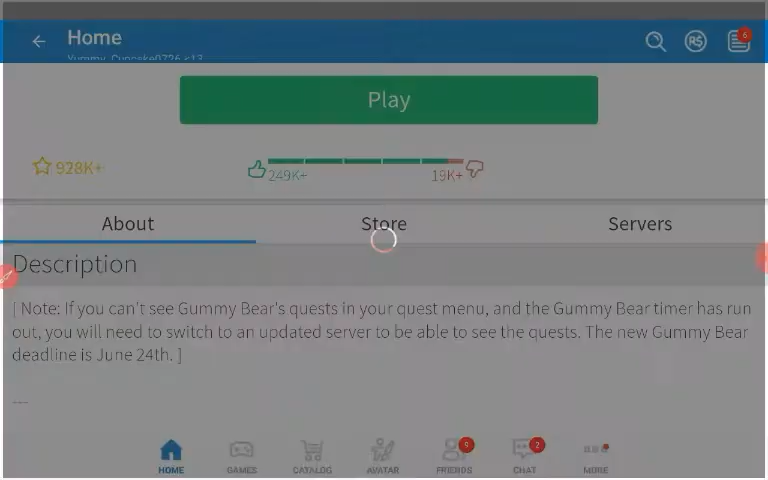 Home
Play
928K+
249K+
19K+
About
Store
Servers
Description
[ Note: If you can't see Gummy Bear's quests in your quest menu, and the Gummy Bear timer has run
out, you will need to switch to an updated server to be able to see the quests. The new Gummy Bear
deadline is June 24th. ]
---
R$
6
9
2
HOME
GAMES
CATALOG
AVATAR
FRIENDS
CHAT
MORE